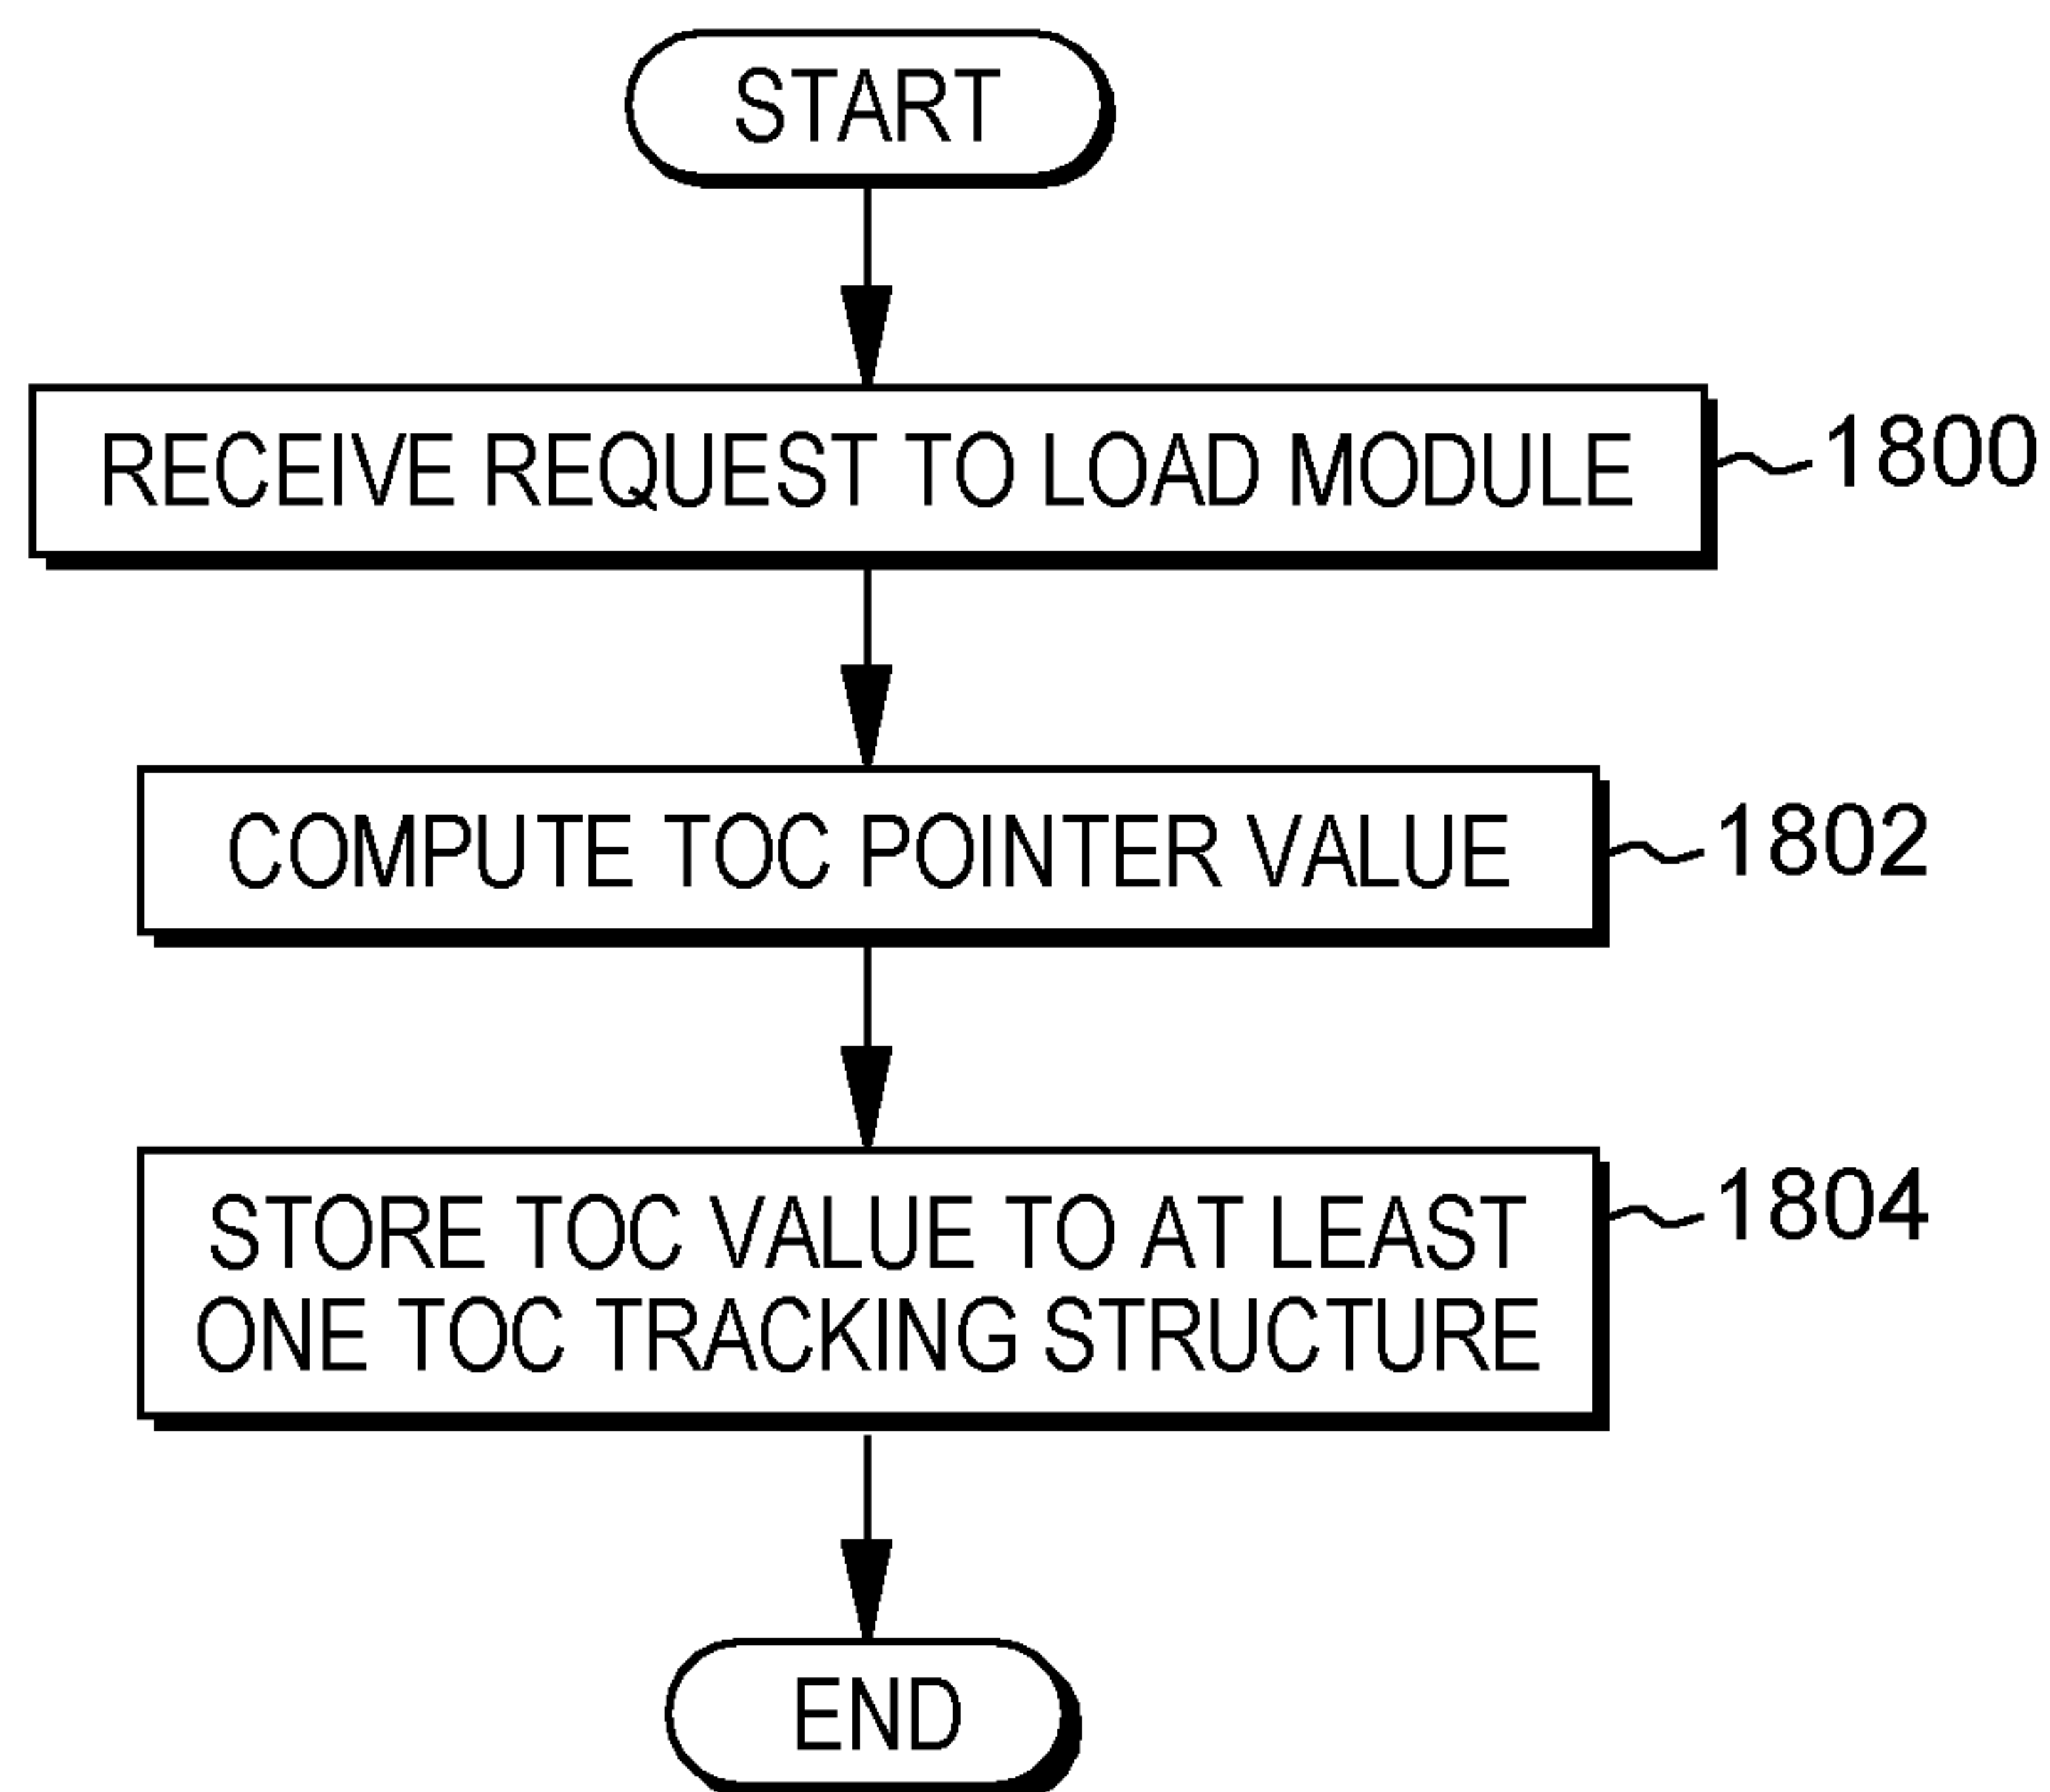 START
RECEIVE REQUEST TO LOAD MODULE
1800
COMPUTE TOC POINTER VALUE
1802
STORE TOC VALUE TO AT LEAST
ONE TOC TRACKING STRUCTURE
1804
END